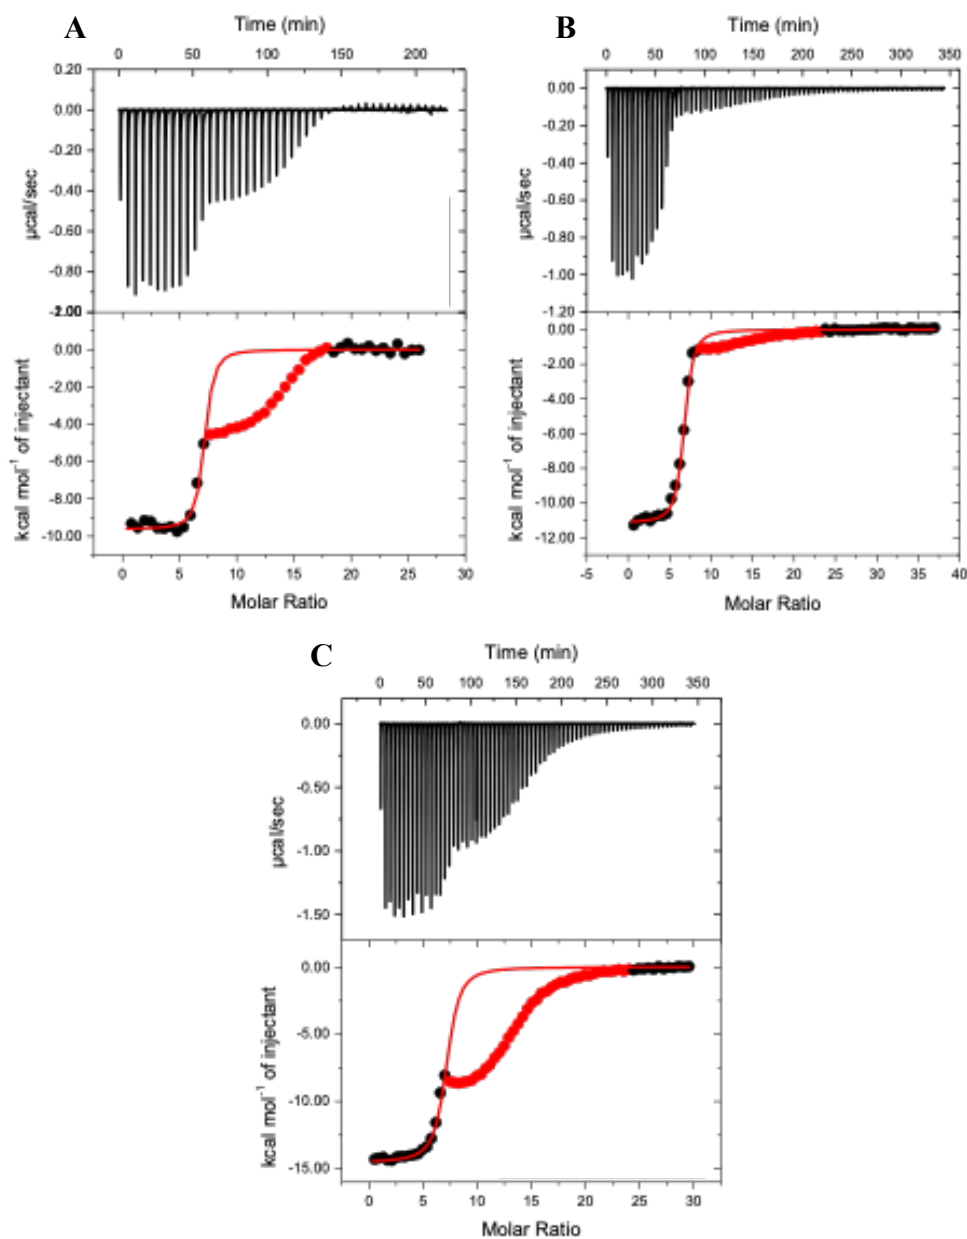 A
Time (min)
0 50 100 150 200
0.20
0.00
-0.20
-0.40
-0.60
-0.80
µcal/sec
0.00
-2.00
-4.00
-6.00
-8.00
-10.00
kcal mol⁻¹ of injectant
0 5 10 15 20 25 30
Molar Ratio
B
Time (min)
0 50 100 150 200 250 300 350
0.00
-0.20
-0.40
-0.60
-0.80
-1.00
-1.20
µcal/sec
0.00
-2.00
-4.00
-6.00
-8.00
-10.00
-12.00
kcal mol⁻¹ of injectant
-5 0 5 10 15 20 25 30 35 40
Molar Ratio
C
Time (min)
0 50 100 150 200 250 300 350
0.00
-0.50
-1.00
-1.50
µcal/sec
0.00
-5.00
-10.00
-15.00
kcal mol⁻¹ of injectant
0 5 10 15 20 25 30
Molar Ratio